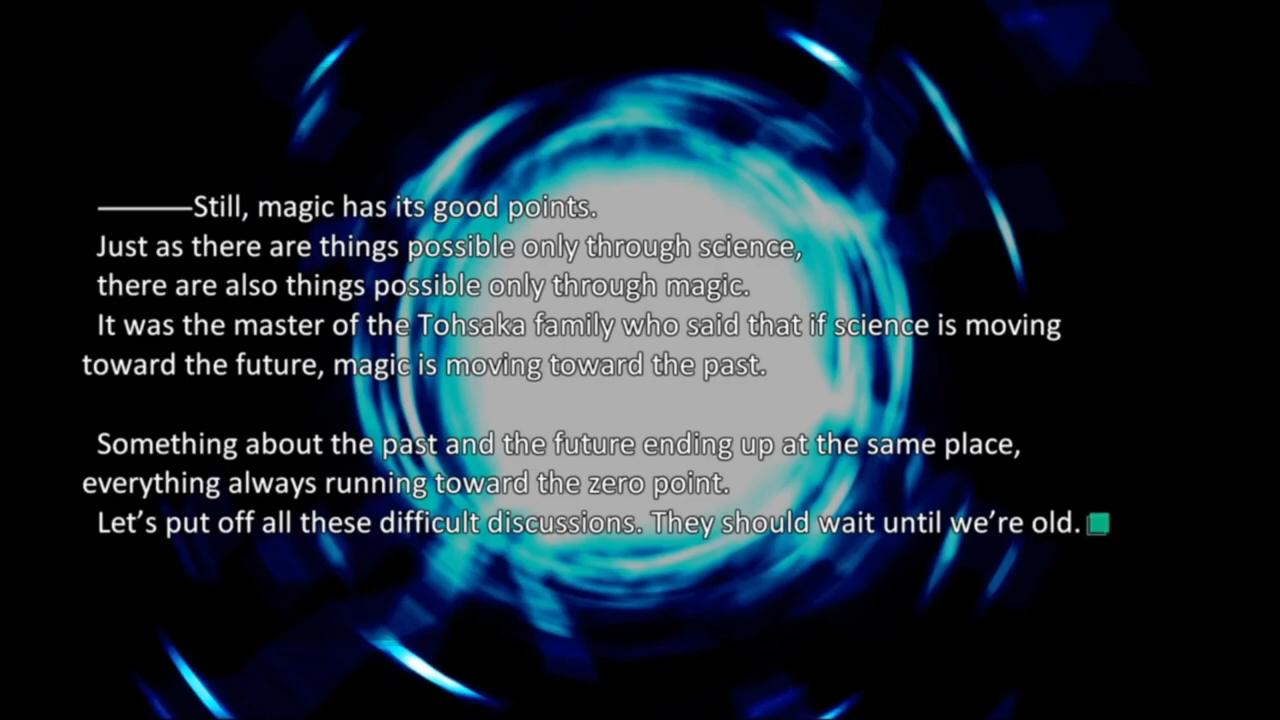 ———Still, magic has its good points.
Just as there are things possible only through science,
there are also things possible only through magic.
It was the master of the Tohsaka family who said that if science is moving
toward the future, magic is moving toward the past.
Something about the past and the future ending up at the same place,
everything always running toward the zero point.
Let’s put off all these difficult discussions. They should wait until we’re old.